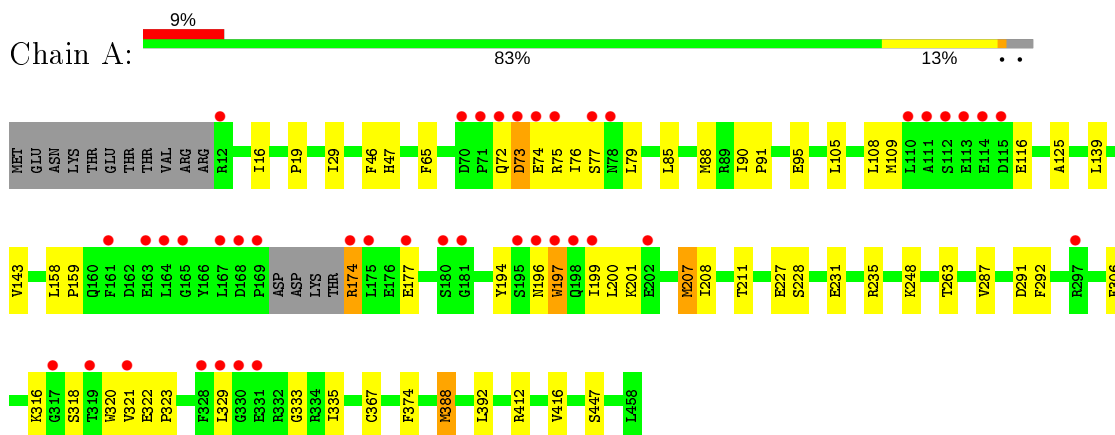 9%
Chain A:
83%
13%
MET GLU ASN LYS THR GLU THR THR VAL ARG ARG R12 I16 P19 I29 F46 H47 F65 D70 P71 Q72 D73 E74 R75 I76 S77 N78 L79 L85 M88 R89 I90 P91 E95 L105 L108 M109 L110 A111 S112 E113 E114 D115 E116 A125 L139
V143 L158 P159 Q160 F161 D162 E163 L164 G165 Y166 L167 D168 P169 ASP ASP LYS THR R174 L175 E176 E177 S180 G181 Y194 S195 N196 W197 Q198 I199 L200 K201 E202 M207 I208 T211 E227 S228 E231 R235 K248 T263 V287 D291 F292 R297
K316 G317 S318 T319 W320 V321 E322 P323 F328 L329 G330 E331 R332 G333 R334 I335 C367 F374 M388 L392 R412 V416 S447 L458